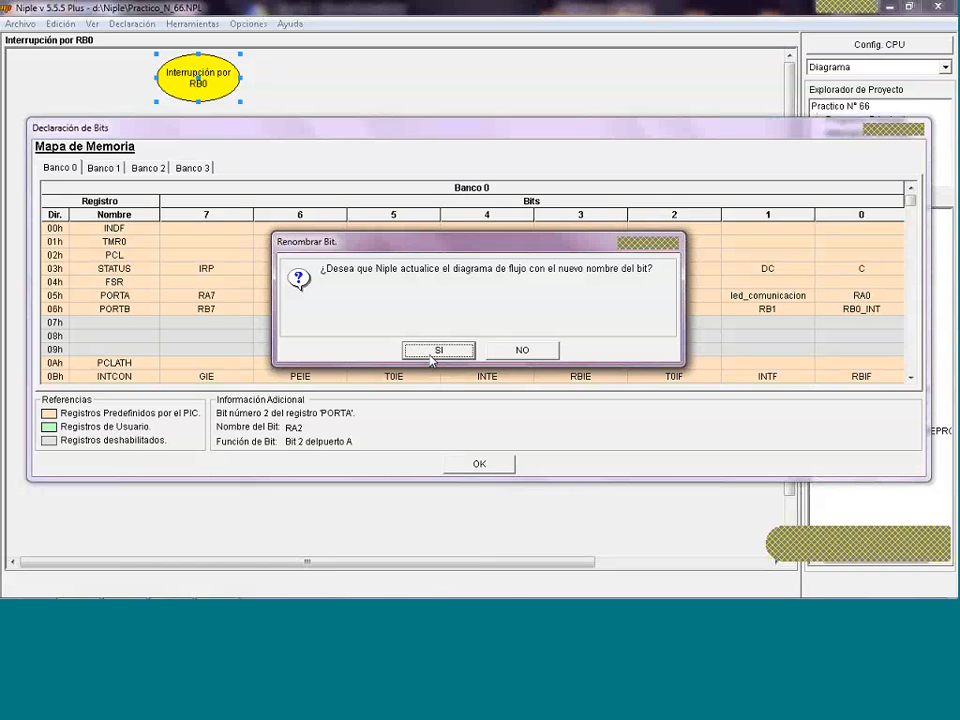 Niple v 5.5.5 Plus - d:\Niple\Practico_N_66.NPL
Archivo Edición Ver Declaración Herramientas Opciones Ayuda
Interrupción por RB0
Interrupción por
RB0
Config. CPU
Diagrama
Explorador de Proyecto
Practico N° 66
Declaración de Bits
Mapa de Memoria
Banco 0 Banco 1 Banco 2 Banco 3
Banco 0
Registro Bits
Dir. Nombre 7 6 5 4 3 2 1 0
00h INDF
01h TMR0
02h PCL
03h STATUS IRP DC C
04h FSR
05h PORTA RA7 led_comunicacion RA0
06h PORTB RB7 RB1 RB0_INT
07h
08h
09h
0Ah PCLATH
0Bh INTCON GIE PEIE T0IE INTE RBIE T0IF INTF RBIF
Renombrar Bit.
¿Desea que Niple actualice el diagrama de flujo con el nuevo nombre del bit?
SI NO
Referencias
Registros Predefinidos por el PIC.
Registros de Usuario.
Registros deshabilitados.
Información Adicional
Bit número 2 del registro 'PORTA'.
Nombre del Bit: RA2
Función de Bit: Bit 2 delpuerto A
OK